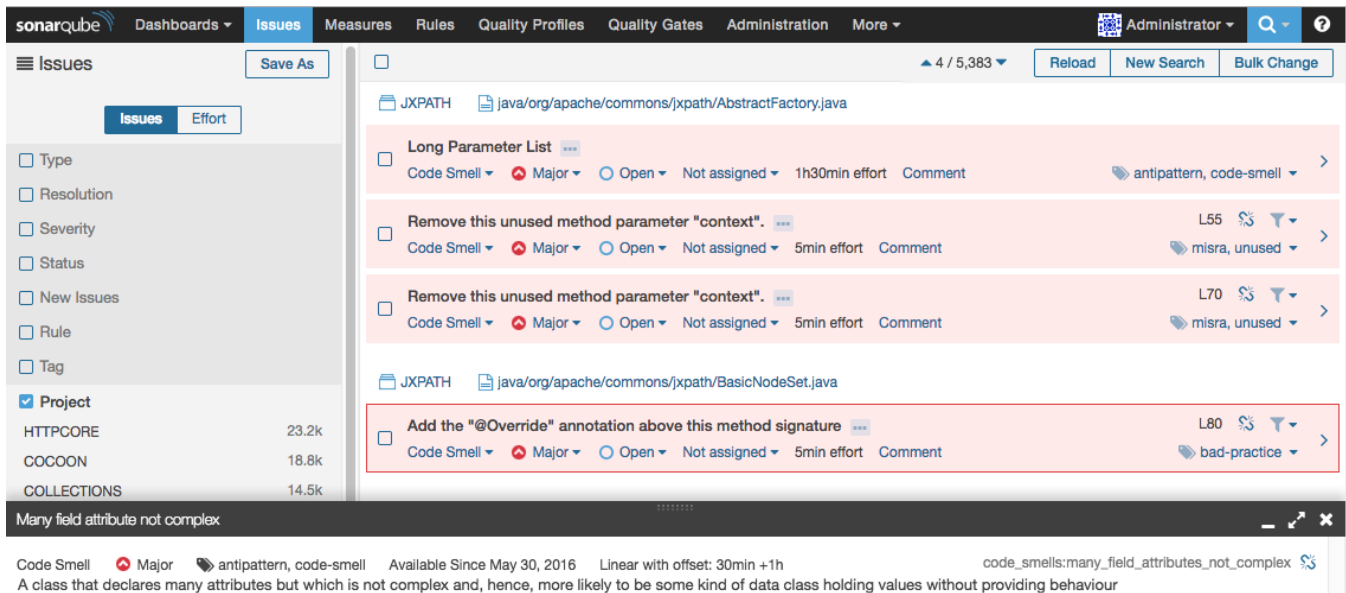 sonarqube Dashboards Issues Measures Rules Quality Profiles Quality Gates Administration More Administrator ?
Issues Save As
4 / 5,383 Reload New Search Bulk Change
Issues Effort
Type
Resolution
Severity
Status
New Issues
Rule
Tag
Project
HTTPCORE 23.2k
COCOON 18.8k
COLLECTIONS 14.5k
JXPATH java/org/apache/commons/jxpath/AbstractFactory.java
Long Parameter List ...
Code Smell Major Open Not assigned 1h30min effort Comment antipattern, code-smell
Remove this unused method parameter "context". ... L55
Code Smell Major Open Not assigned 5min effort Comment misra, unused
Remove this unused method parameter "context". ... L70
Code Smell Major Open Not assigned 5min effort Comment misra, unused
JXPATH java/org/apache/commons/jxpath/BasicNodeSet.java
Add the "@Override" annotation above this method signature ... L80
Code Smell Major Open Not assigned 5min effort Comment bad-practice
Many field attribute not complex
Code Smell Major antipattern, code-smell Available Since May 30, 2016 Linear with offset: 30min +1h code_smells:many_field_attributes_not_complex
A class that declares many attributes but which is not complex and, hence, more likely to be some kind of data class holding values without providing behaviour